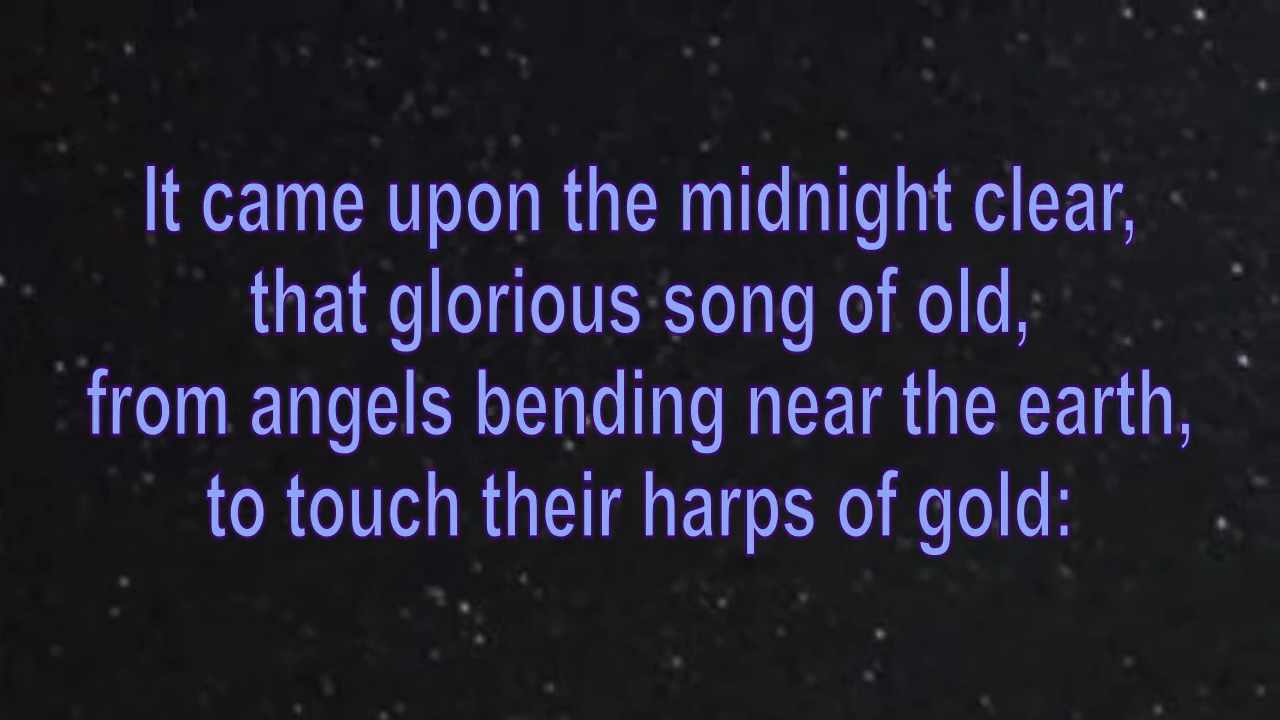 It came upon the midnight clear,
that glorious song of old,
from angels bending near the earth,
to touch their harps of gold: